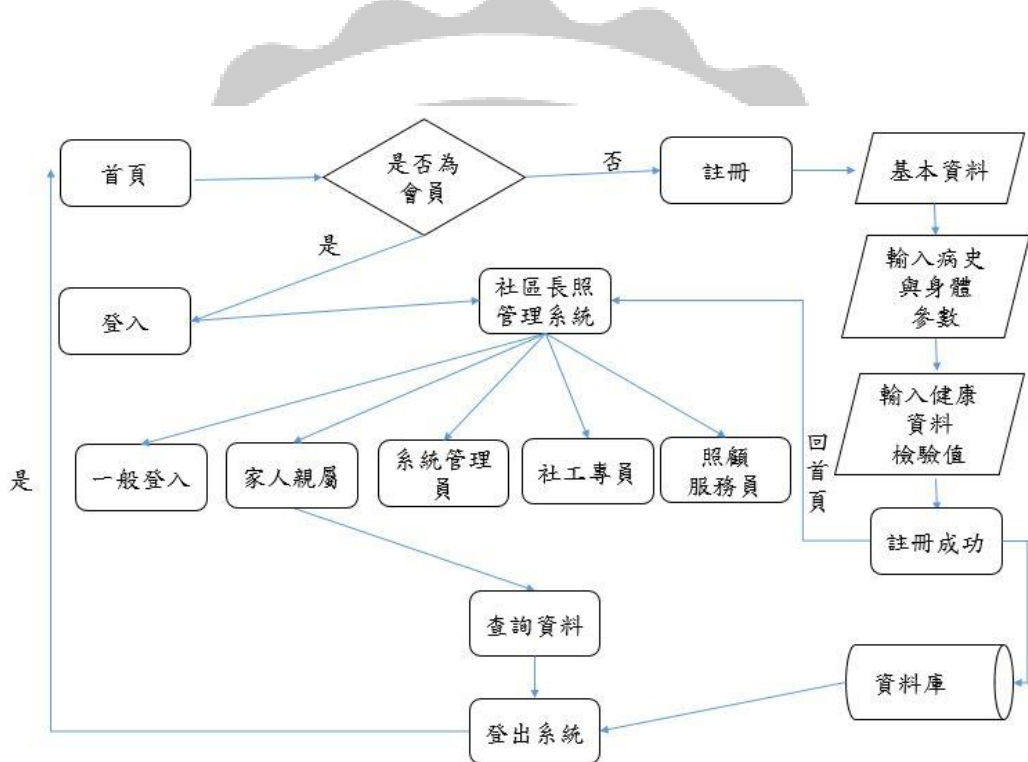 首頁
是否為
會員
否
註冊
基本資料
是
輸入病史
與身體
參數
登入
社區長照
管理系統
輸入健康
資料
檢驗值
是
一般登入
家人親屬
系統管理
員
社工專員
照顧
服務員
回
首
頁
註冊成功
查詢資料
資料庫
登出系統